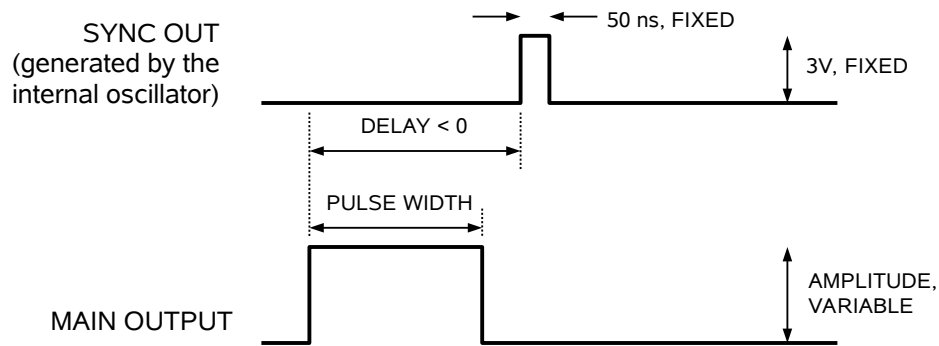 SYNC OUT
(generated by the
internal oscillator)
50 ns, FIXED
3V, FIXED
DELAY < 0
PULSE WIDTH
AMPLITUDE,
VARIABLE
MAIN OUTPUT